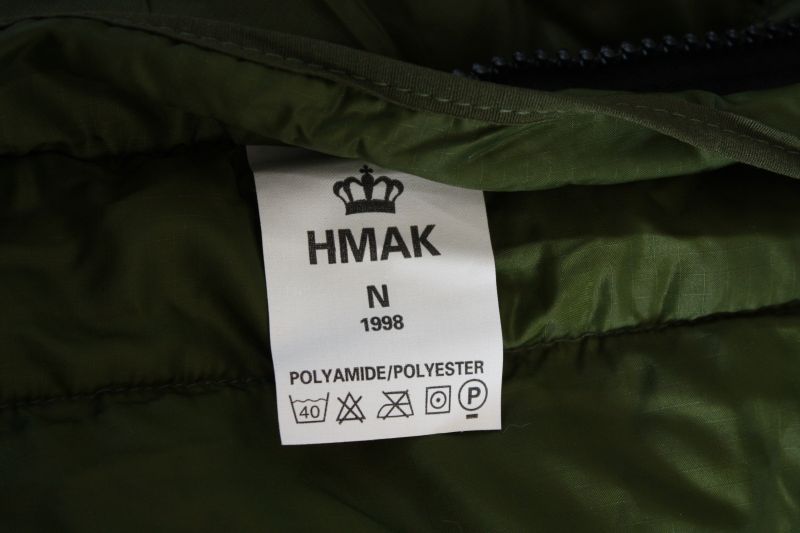 HMAK
N
1998
POLYAMIDE/POLYESTER
40 P